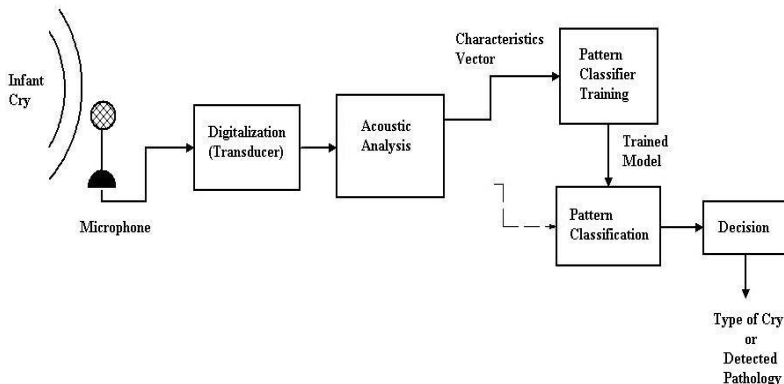 Infant
Cry
Microphone
Digitalization
(Transducer)
Acoustic
Analysis
Characteristics
Vector
Pattern
Classifier
Training
Trained
Model
Pattern
Classification
Decision
Type of Cry
or
Detected
Pathology